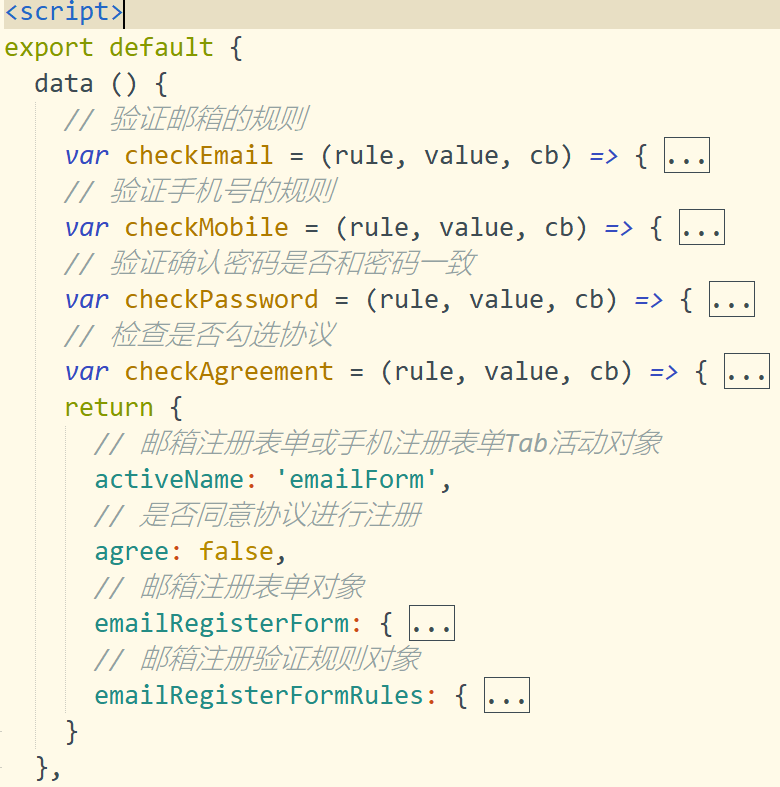 <script>
export default {
  data () {
    // 验证邮箱的规则
    var checkEmail = (rule, value, cb) => { ...
    // 验证手机号的规则
    var checkMobile = (rule, value, cb) => { ...
    // 验证确认密码是否和密码一致
    var checkPassword = (rule, value, cb) => { ...
    // 检查是否勾选协议
    var checkAgreement = (rule, value, cb) => { ...
    return {
      // 邮箱注册表单或手机注册表单Tab活动对象
      activeName: 'emailForm',
      // 是否同意协议进行注册
      agree: false,
      // 邮箱注册表单对象
      emailRegisterForm: { ...
      // 邮箱注册验证规则对象
      emailRegisterFormRules: { ...
    }
  },